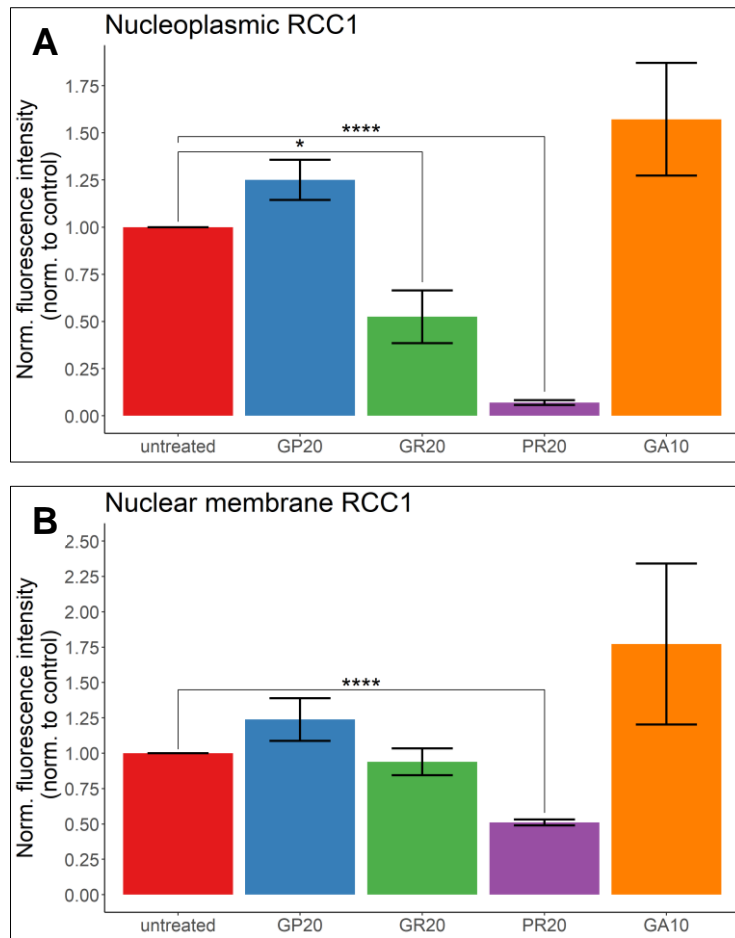 A
Nucleoplasmic RCC1
Norm. fluorescence intensity
(norm. to control)
1.75
1.50
1.25
1.00
0.75
0.50
0.25
0.00
****
*
untreated GP20 GR20 PR20 GA10
B
Nuclear membrane RCC1
Norm. fluorescence intensity
(norm. to control)
2.50
2.25
2.00
1.75
1.50
1.25
1.00
0.75
0.50
0.25
0.00
****
untreated GP20 GR20 PR20 GA10